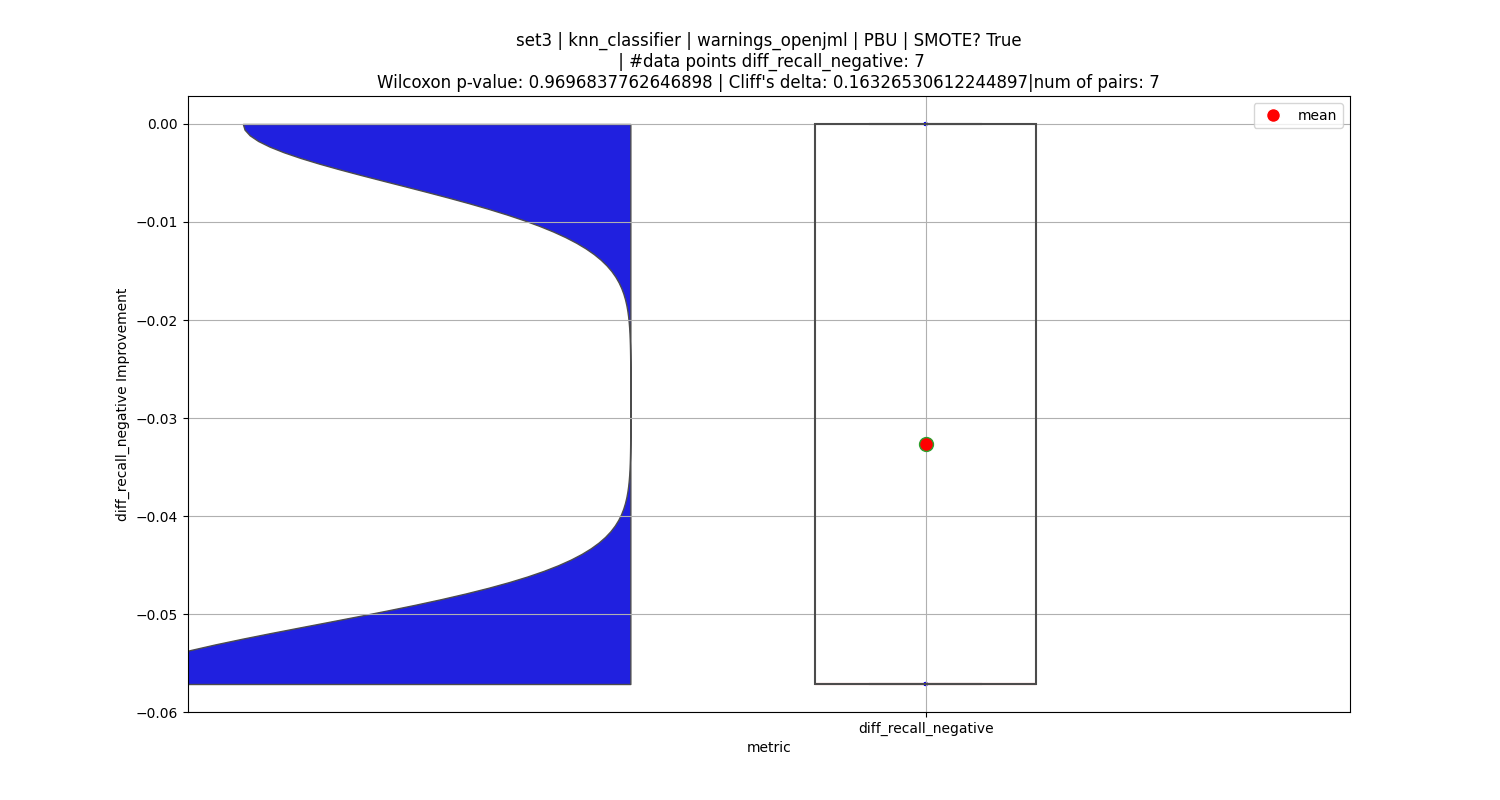 set3 | knn_classifier | warnings_openjml | PBU | SMOTE? True
| #data points diff_recall_negative: 7
Wilcoxon p-value: 0.9696837762646898 | Cliff's delta: 0.16326530612244897|num of pairs: 7
mean
0.00
−0.01
−0.02
−0.03
−0.04
−0.05
−0.06
diff_recall_negative Improvement
diff_recall_negative
metric